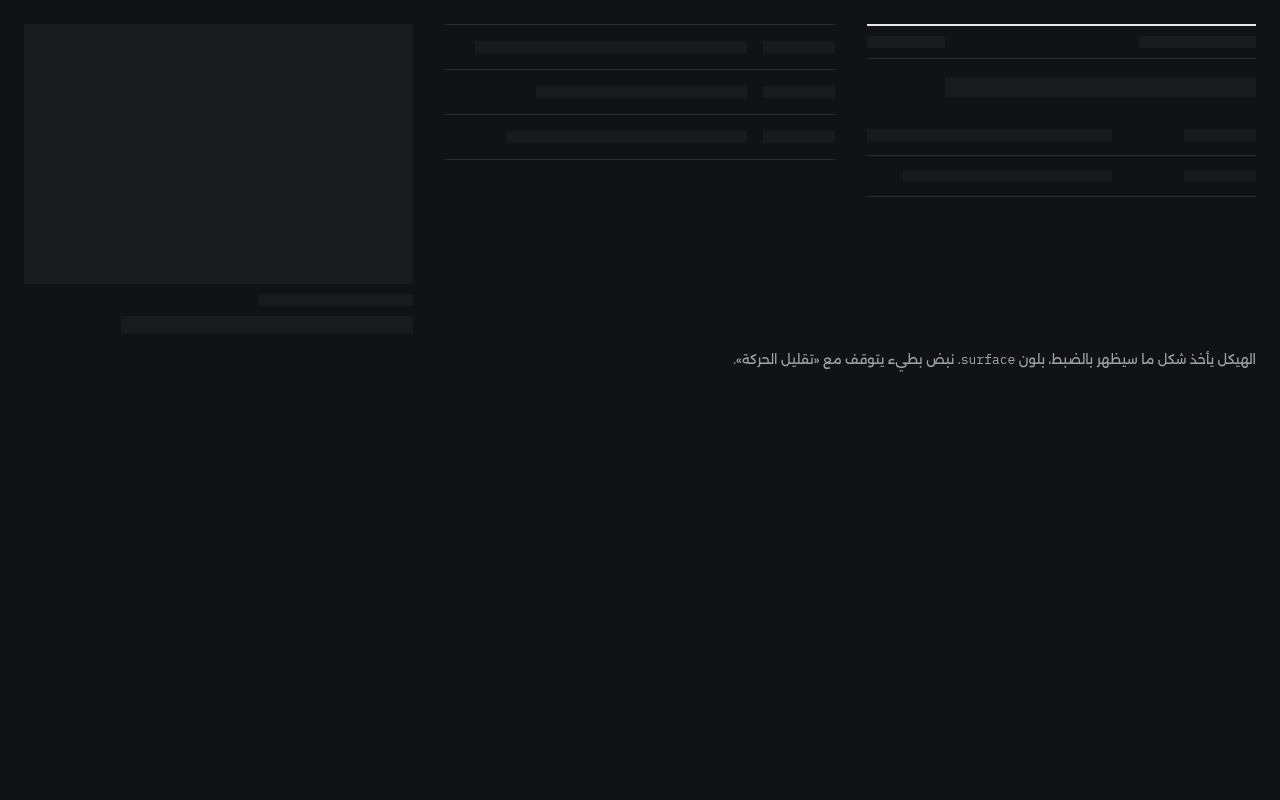 الهيكل يأخذ شكل ما سيظهر بالضبط، بلون surface. نبض بطيء يتوقف مع «تقليل الحركة».